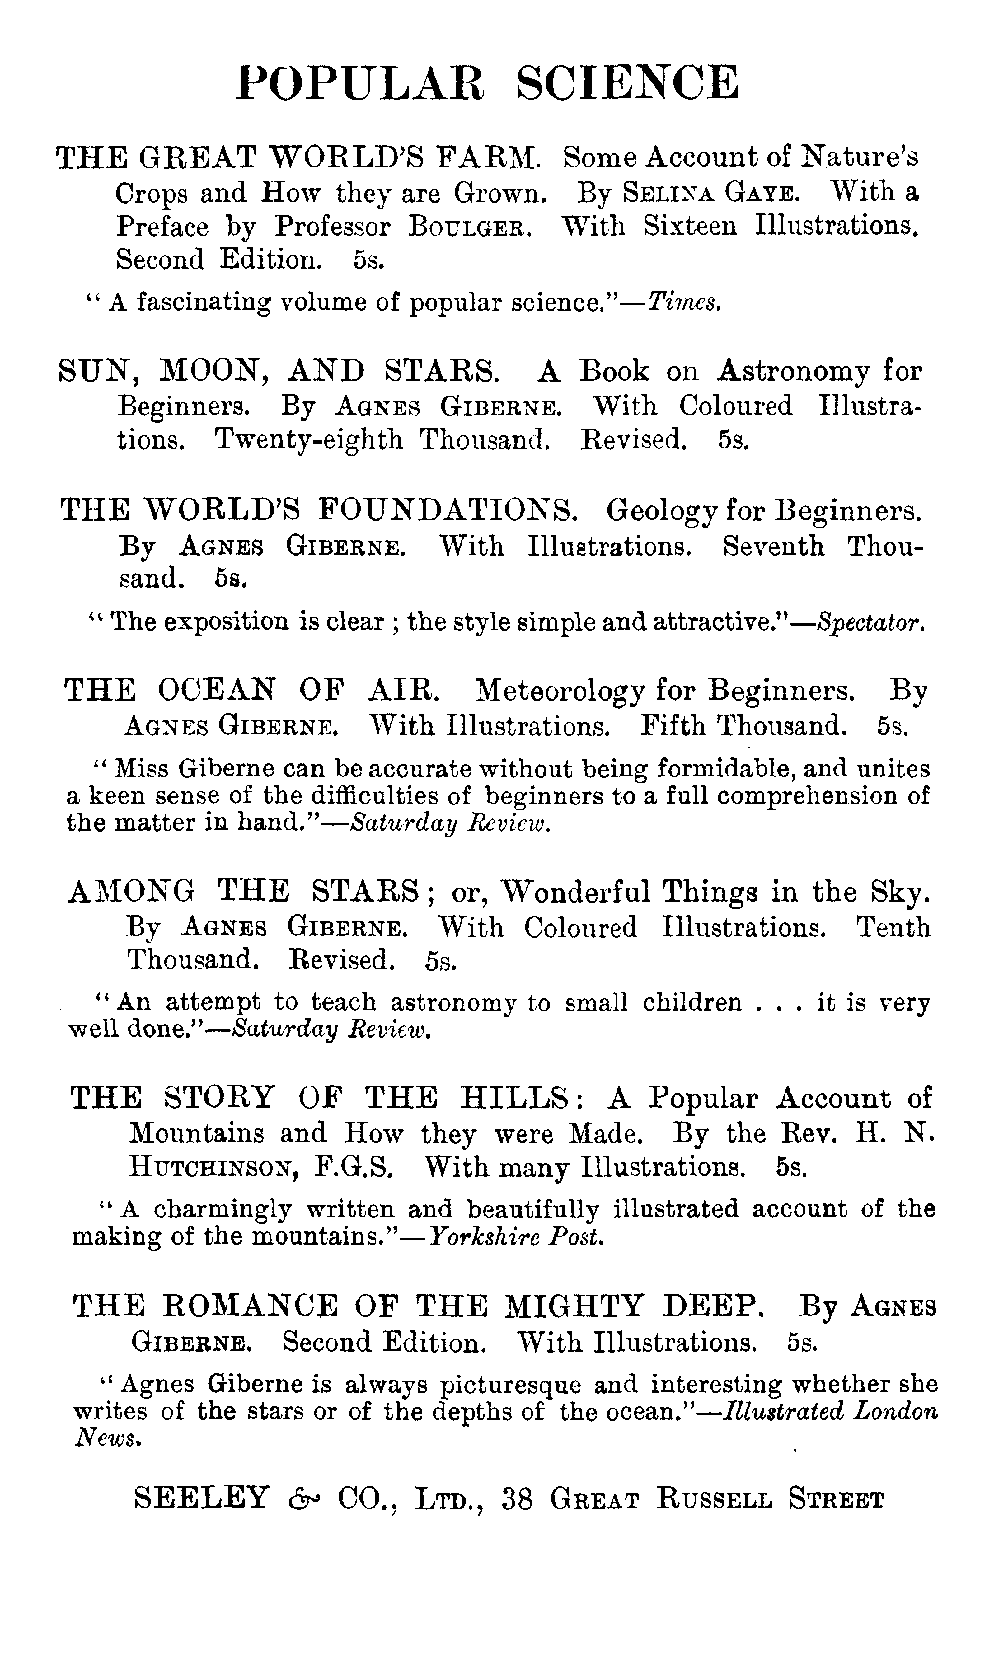 POPULAR SCIENCE
THE GREAT WORLD'S FARM. Some Account of Nature's
Crops and How they are Grown. By SELINA GAYE. With a
Preface by Professor BOULGER. With Sixteen Illustrations.
Second Edition. 5s.
“A fascinating volume of popular science.”—Times.
SUN, MOON, AND STARS. A Book on Astronomy for
Beginners. By AGNES GIBERNE. With Coloured Illustra-
tions. Twenty-eighth Thousand. Revised. 5s.
THE WORLD'S FOUNDATIONS. Geology for Beginners.
By AGNES GIBERNE. With Illustrations. Seventh Thou-
sand. 5s.
“The exposition is clear ; the style simple and attractive.”—Spectator.
THE OCEAN OF AIR. Meteorology for Beginners. By
AGNES GIBERNE. With Illustrations. Fifth Thousand. 5s.
“Miss Giberne can be accurate without being formidable, and unites
a keen sense of the difficulties of beginners to a full comprehension of
the matter in hand.”—Saturday Review.
AMONG THE STARS ; or, Wonderful Things in the Sky.
By AGNES GIBERNE. With Coloured Illustrations. Tenth
Thousand. Revised. 5s.
“An attempt to teach astronomy to small children . . . it is very
well done.”—Saturday Review.
THE STORY OF THE HILLS: A Popular Account of
Mountains and How they were Made. By the Rev. H. N.
HUTCHINSON, F.G.S. With many Illustrations. 5s.
“A charmingly written and beautifully illustrated account of the
making of the mountains.”—Yorkshire Post.
THE ROMANCE OF THE MIGHTY DEEP. By AGNES
GIBERNE. Second Edition. With Illustrations. 5s.
“Agnes Giberne is always picturesque and interesting whether she
writes of the stars or of the depths of the ocean.”—Illustrated London
News.
SEELEY & CO., LTD., 38 GREAT RUSSELL STREET